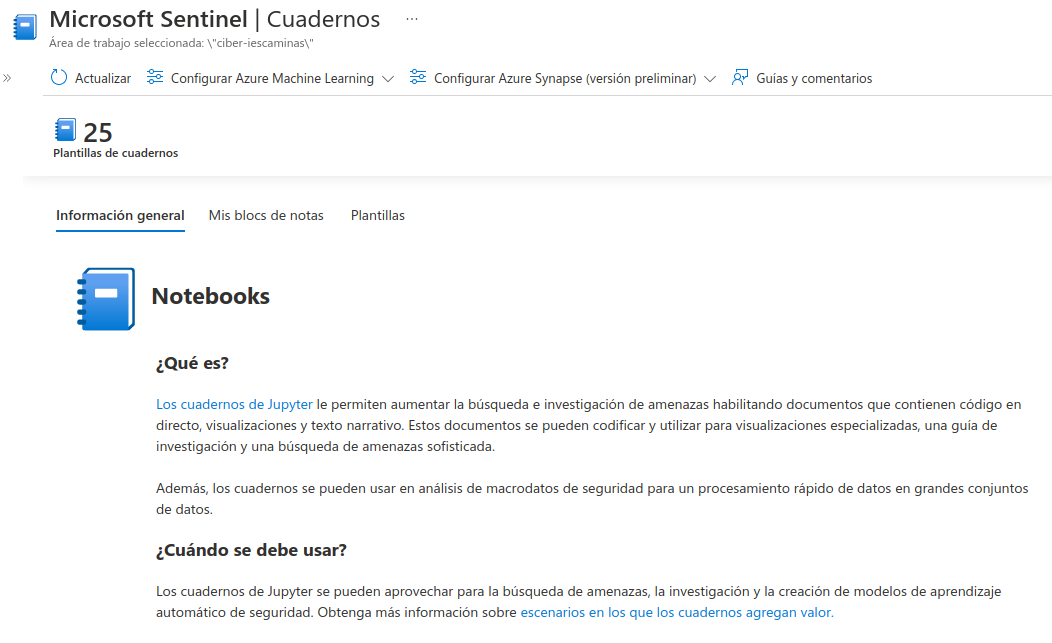 Microsoft Sentinel | Cuadernos ...
Área de trabajo seleccionada: \"ciber-iescaminas\"
Actualizar Configurar Azure Machine Learning Configurar Azure Synapse (versión preliminar) Guías y comentarios
25
Plantillas de cuadernos
Información general Mis blocs de notas Plantillas
Notebooks
¿Qué es?
Los cuadernos de Jupyter le permiten aumentar la búsqueda e investigación de amenazas habilitando documentos que contienen código en
directo, visualizaciones y texto narrativo. Estos documentos se pueden codificar y utilizar para visualizaciones especializadas, una guía de
investigación y una búsqueda de amenazas sofisticada.
Además, los cuadernos se pueden usar en análisis de macrodatos de seguridad para un procesamiento rápido de datos en grandes conjuntos
de datos.
¿Cuándo se debe usar?
Los cuadernos de Jupyter se pueden aprovechar para la búsqueda de amenazas, la investigación y la creación de modelos de aprendizaje
automático de seguridad. Obtenga más información sobre escenarios en los que los cuadernos agregan valor.